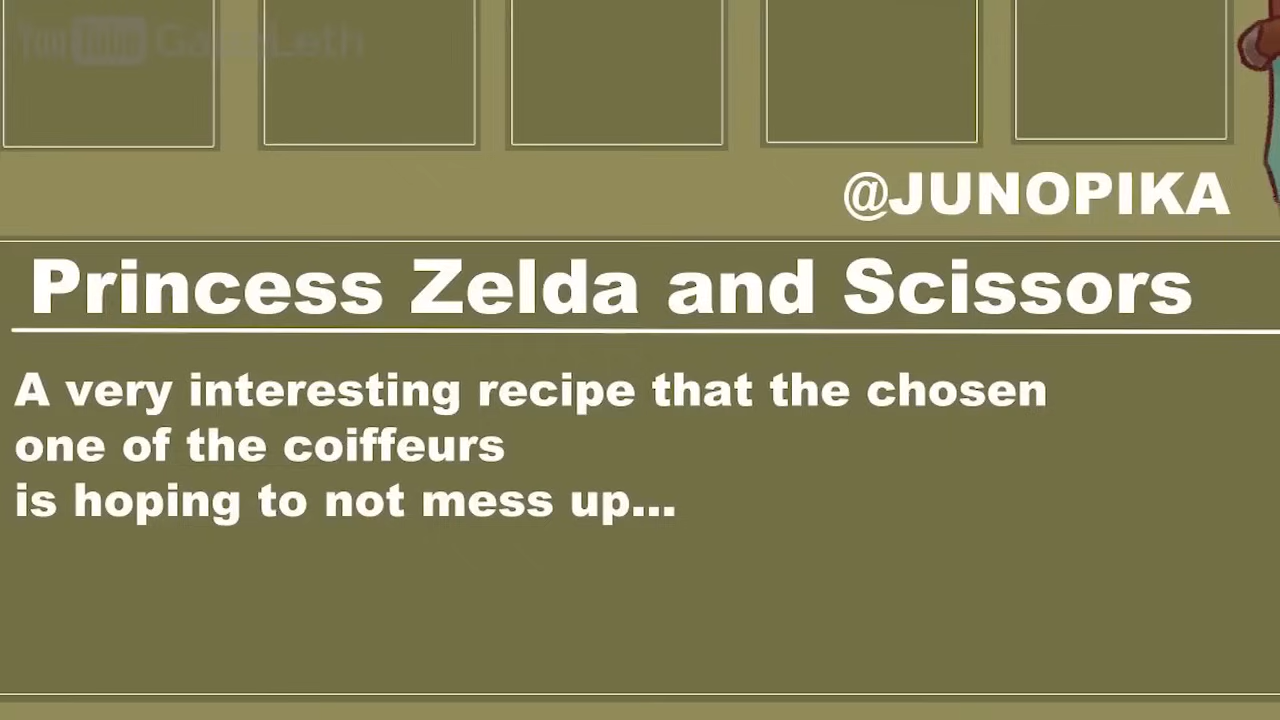 YouTube
@JUNOPIKA
Princess Zelda and Scissors
A very interesting recipe that the chosen
one of the coiffeurs
is hoping to not mess up...